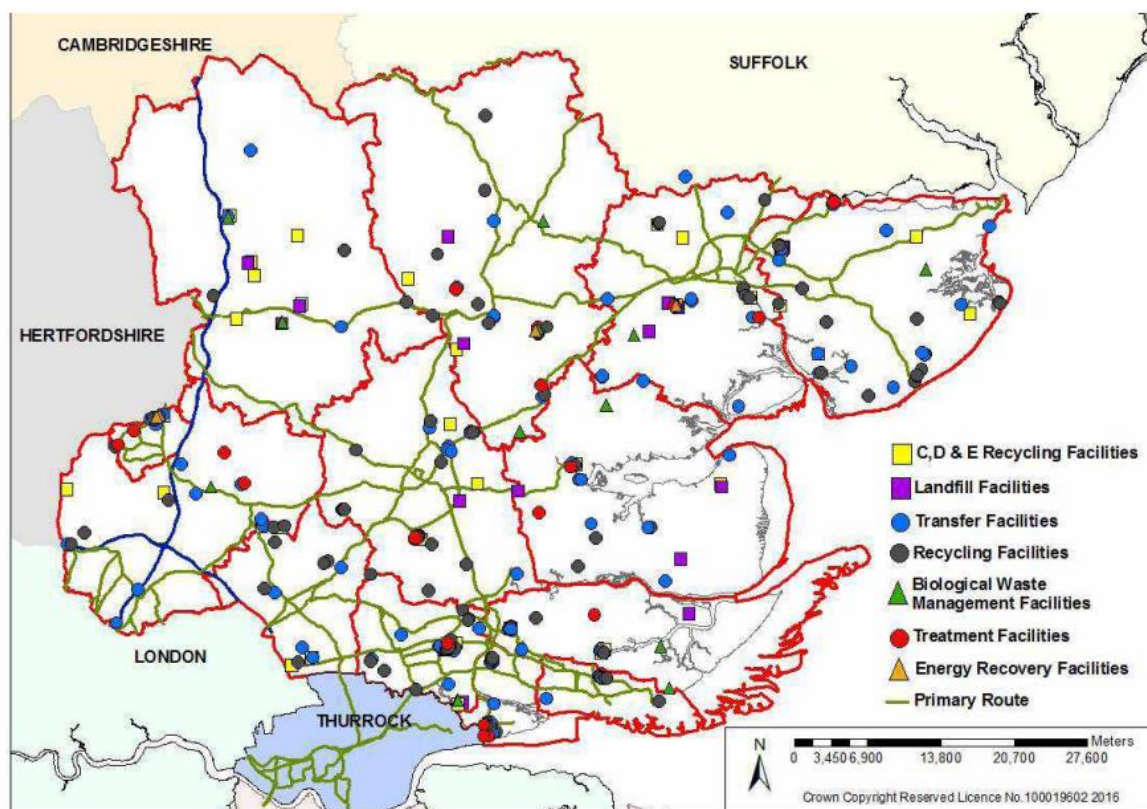 CAMBRIDGESHIRE
SUFFOLK
HERTFORDSHIRE
LONDON
THURROCK
C,D & E Recycling Facilities
Landfill Facilities
Transfer Facilities
Recycling Facilities
Biological Waste
Management Facilities
Treatment Facilities
Energy Recovery Facilities
Primary Route
N
Meters
0 3,450 6,900 13,800 20,700 27,600
Crown Copyright Reserved Licence No.100019602 2016